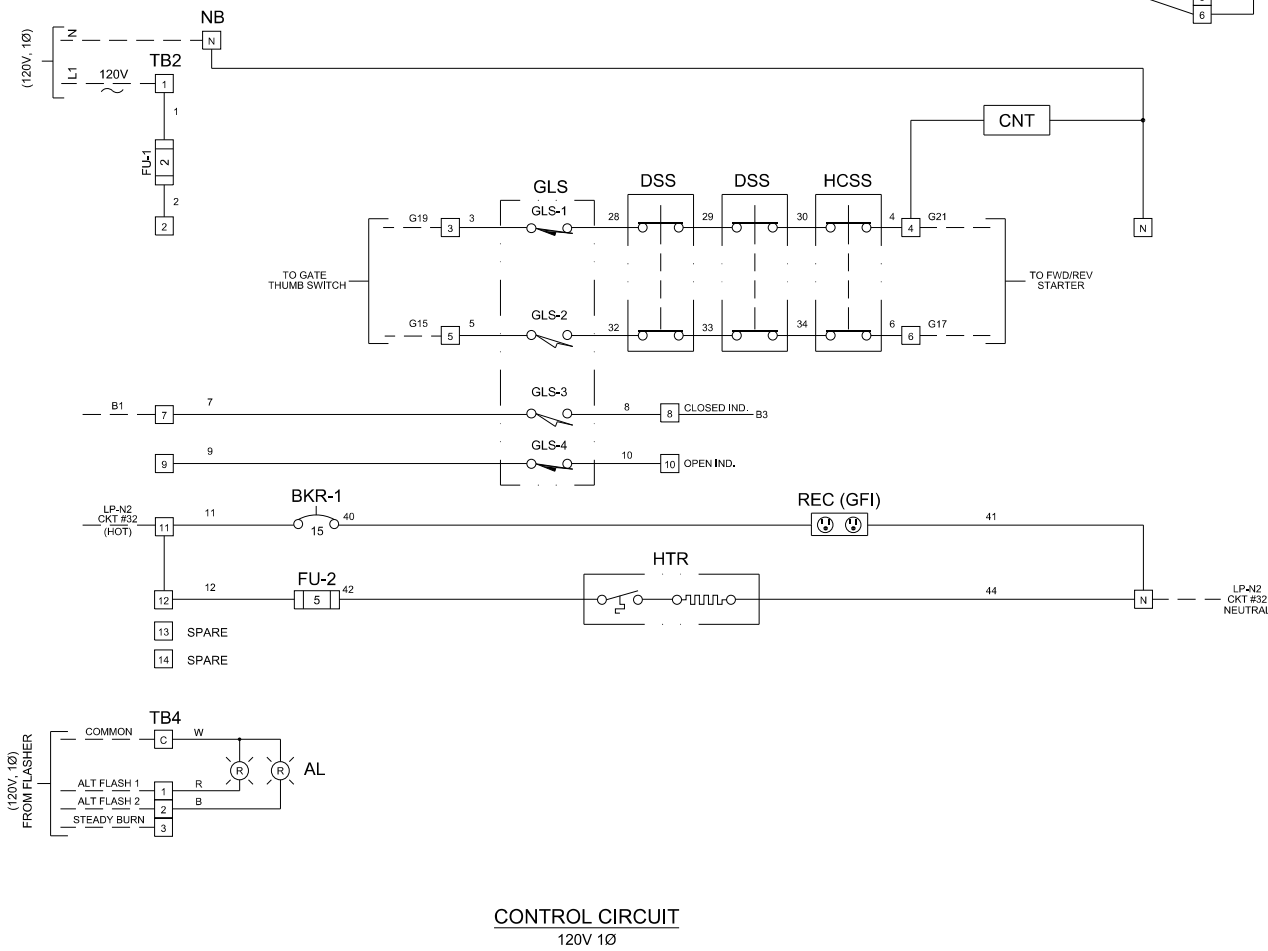 6
NB
N
N
(120V, 1Ø)
L1
120V
TB2
1
1
FU-1
2
2
2
CNT
GLS
DSS
DSS
HCSS
GLS-1
G19
3
3
28
29
30
4
4
G21
N
TO GATE
THUMB SWITCH
TO FWD/REV
STARTER
GLS-2
G15
5
5
32
33
34
6
6
G17
GLS-3
B1
7
7
8
8
CLOSED IND.
B3
GLS-4
9
9
10
10
OPEN IND.
BKR-1
REC (GFI)
LP-N2
CKT #32
(HOT)
11
11
15
40
41
HTR
FU-2
12
12
5
42
44
N
LP-N2
CKT #32
NEUTRAL
13
SPARE
14
SPARE
(120V, 1Ø)
FROM FLASHER
TB4
COMMON
C
W
R
R
AL
ALT FLASH 1
1
R
ALT FLASH 2
2
B
STEADY BURN
3
CONTROL CIRCUIT
120V 1Ø